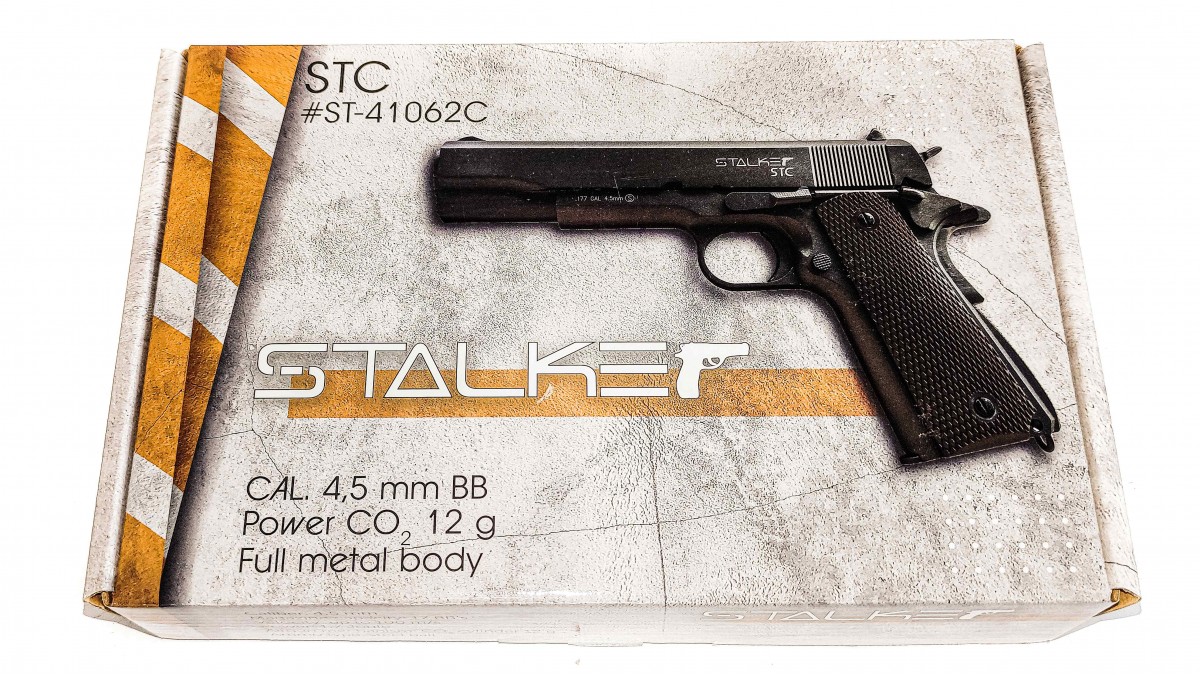 STC
#ST-41062C
STALKER
STC
.177 CAL 4.5mm
STALKER
CAL. 4,5 mm BB
Power CO2 12 g
Full metal body
STALKER